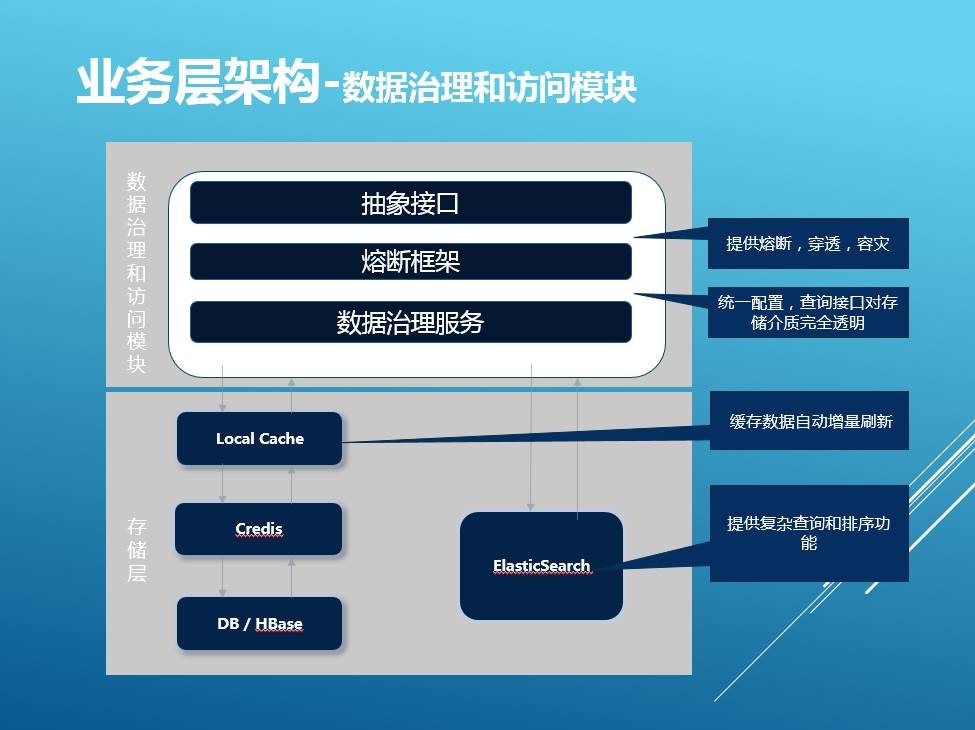 业务层架构-数据治理和访问模块
数据治理和访问模块
抽象接口
熔断框架
数据治理服务
提供熔断，穿透，容灾
统一配置，查询接口对存
储介质完全透明
存储层
Local Cache
Credis
DB / HBase
ElasticSearch
缓存数据自动增量刷新
提供复杂查询和排序功
能